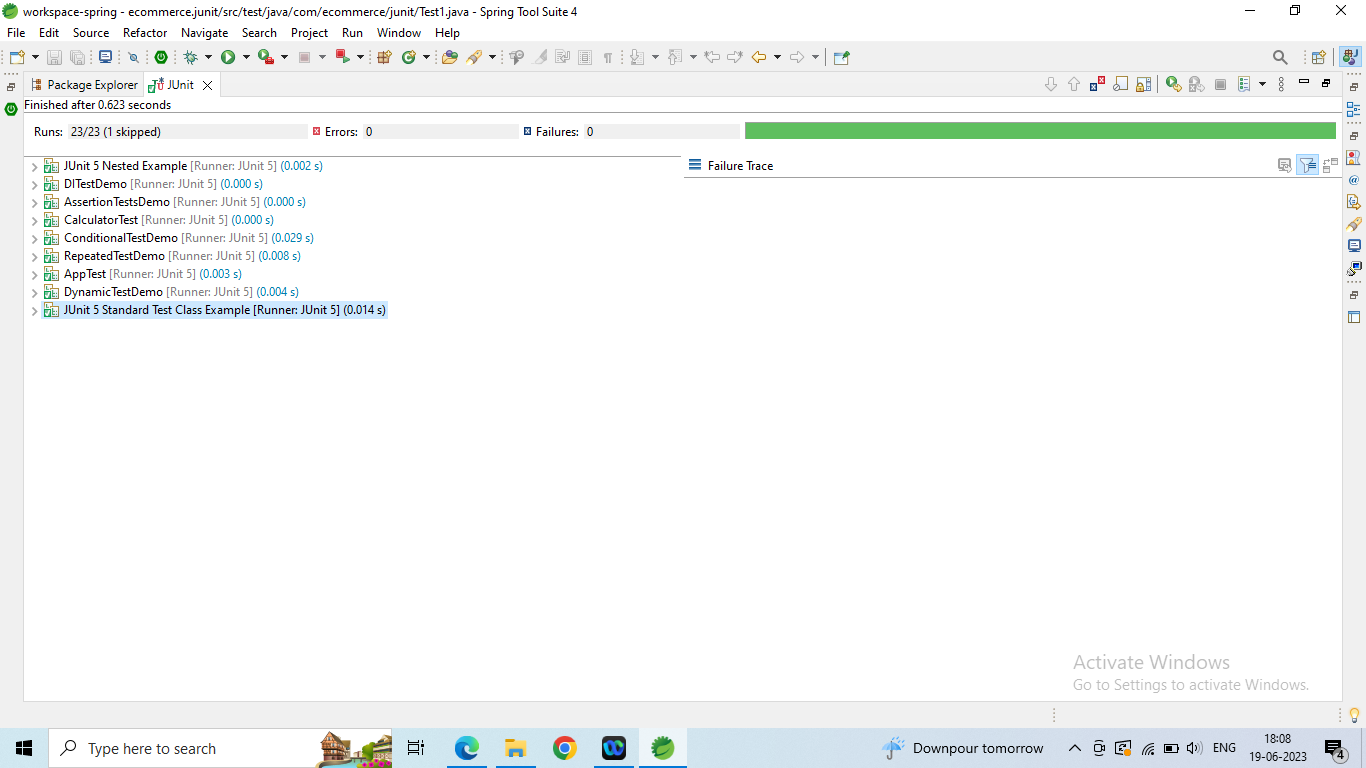 workspace-spring - ecommerce.junit/src/test/java/com/ecommerce/junit/Test1.java - Spring Tool Suite 4
File Edit Source Refactor Navigate Search Project Run Window Help
Package Explorer JUnit
Finished after 0.623 seconds
Runs: 23/23 (1 skipped) Errors: 0 Failures: 0
JUnit 5 Nested Example [Runner: JUnit 5] (0.002 s)
Failure Trace
DITestDemo [Runner: JUnit 5] (0.000 s)
AssertionTestsDemo [Runner: JUnit 5] (0.000 s)
CalculatorTest [Runner: JUnit 5] (0.000 s)
ConditionalTestDemo [Runner: JUnit 5] (0.029 s)
RepeatedTestDemo [Runner: JUnit 5] (0.008 s)
AppTest [Runner: JUnit 5] (0.003 s)
DynamicTestDemo [Runner: JUnit 5] (0.004 s)
JUnit 5 Standard Test Class Example [Runner: JUnit 5] (0.014 s)
Activate Windows
Go to Settings to activate Windows.
Type here to search
Downpour tomorrow
ENG
18:08
19-06-2023
4